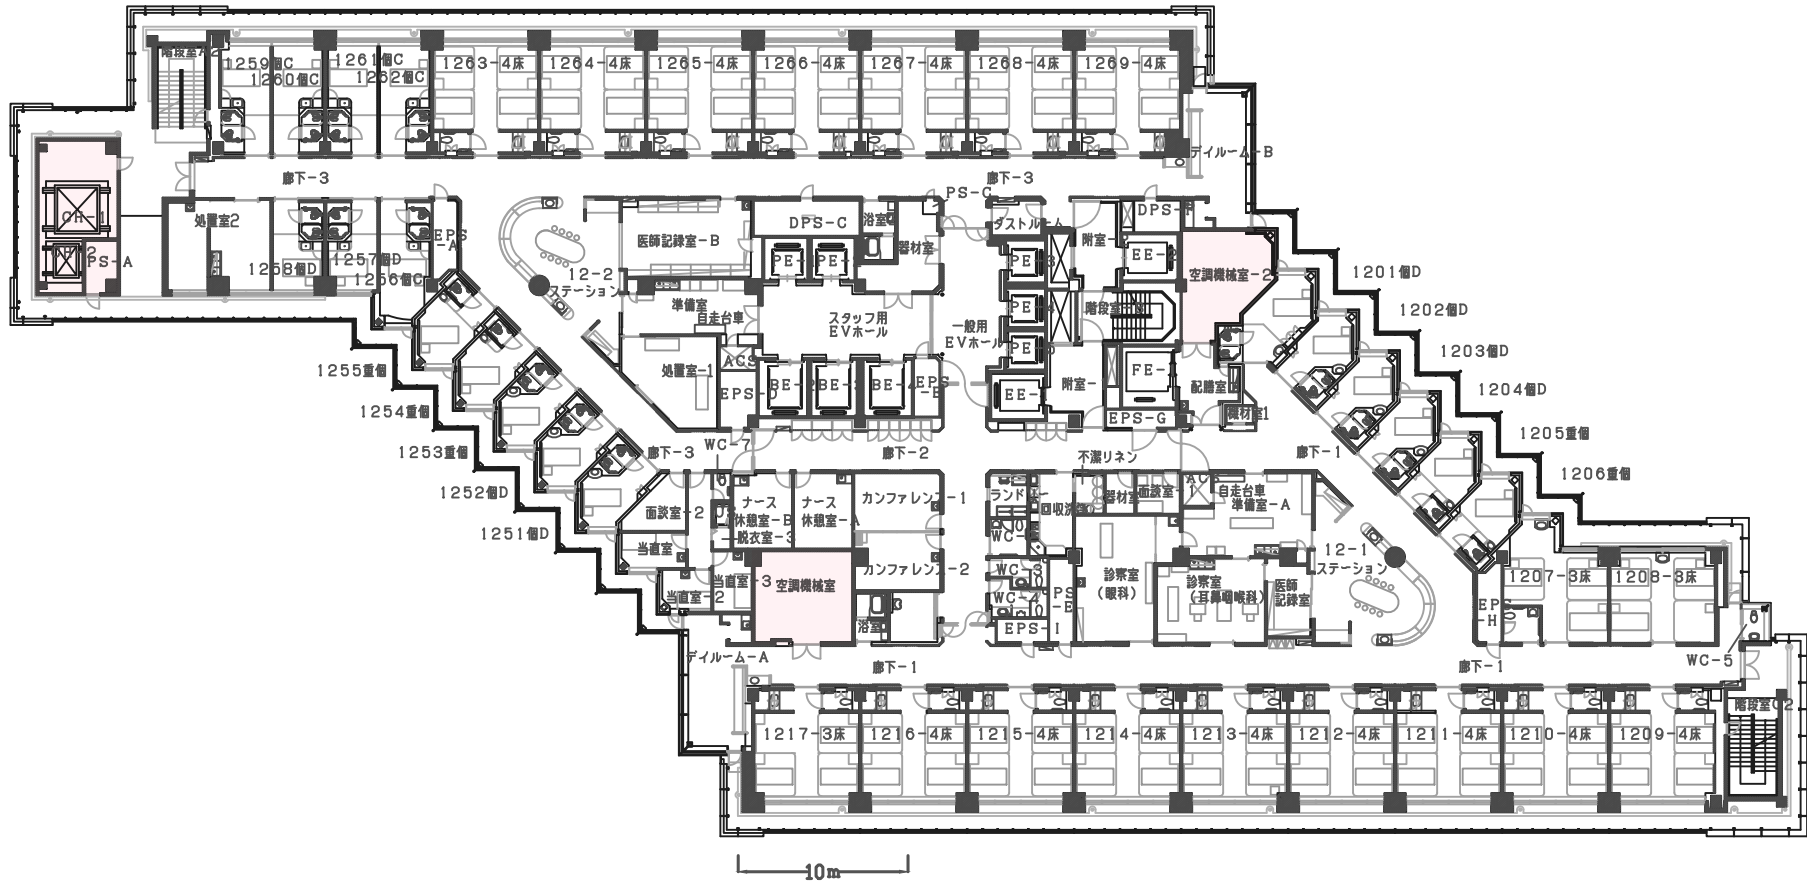 階段室A2
1259個C
1260個C
1261個C
1262個C
1263-4床
1264-4床
1265-4床
1266-4床
1267-4床
1268-4床
1269-4床
デイルーム-B
廊下-3
廊下-3
PS-C
CH-1
PS-A
処置室2
1258個D
1257個D
1256個C
EPS
-A
12-2
ステーション
医師記録室-B
DPS-C
浴室
器材室
ダストルーム
附室-
DPS-F
EE-2
空調機械室-2
準備室
自走台車
スタッフ用
EVホール
一般用
EVホール
階段室
1201個D
1202個D
1203個D
1204個D
1205重個
1206重個
1255重個
1254重個
1253重個
1252個D
1251個D
処置室-1
ACS
EPS-D
BE-2
BE-3
BE-4
EPS
-E
EE-
附室-
FE-
EPS-G
配膳室
機材室1
WC-7
廊下-3
廊下-2
不潔リネン
廊下-1
面談室-2
ナース
休憩室-B
ナース
休憩室-A
脱衣室-3
カンファレンス-1
カンファレンス-2
回収洗
器材室
面談室-1
ACS
自走台車
準備室-A
12-1
ステーション
当直室
当直室-2
当直室-3
空調機械室
浴室
WC-3
WC-4
EPS-I
PS
-E
診察室
(眼科)
診察室
(耳鼻咽喉科)
医師
記録室
1207-3床
1208-3床
EPS
-H
WC-5
デイルーム-A
廊下-1
廊下-1
階段室C2
1217-3床
1216-4床
1215-4床
1214-4床
1213-4床
1212-4床
1211-4床
1210-4床
1209-4床
10m